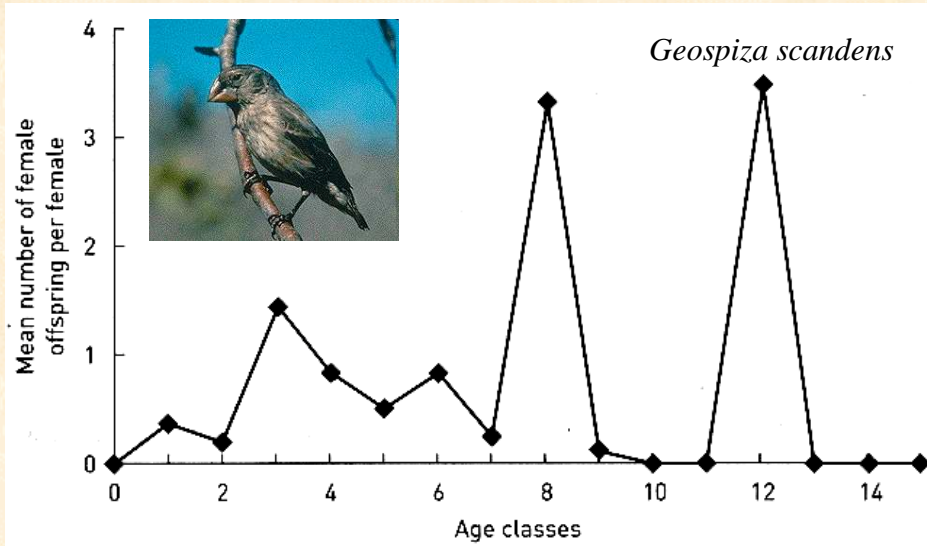 Geospiza scandens
Mean number of female
offspring per female
4
3
2
1
0
0 2 4 6 8 10 12 14
Age classes